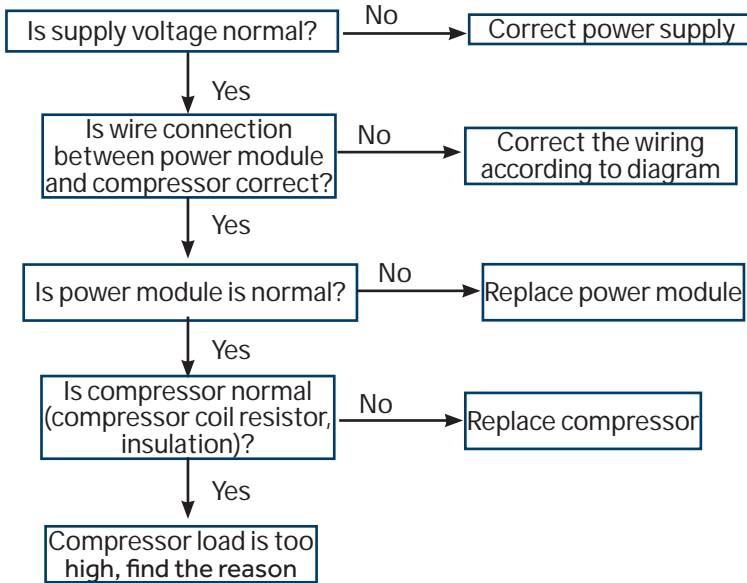 Is supply voltage normal?
No
Correct power supply
Yes
Is wire connection
between power module
and compressor correct?
No
Correct the wiring
according to diagram
Yes
Is power module is normal?
No
Replace power module
Yes
Is compressor normal
(compressor coil resistor,
insulation)?
No
Replace compressor
Yes
Compressor load is too
high, find the reason